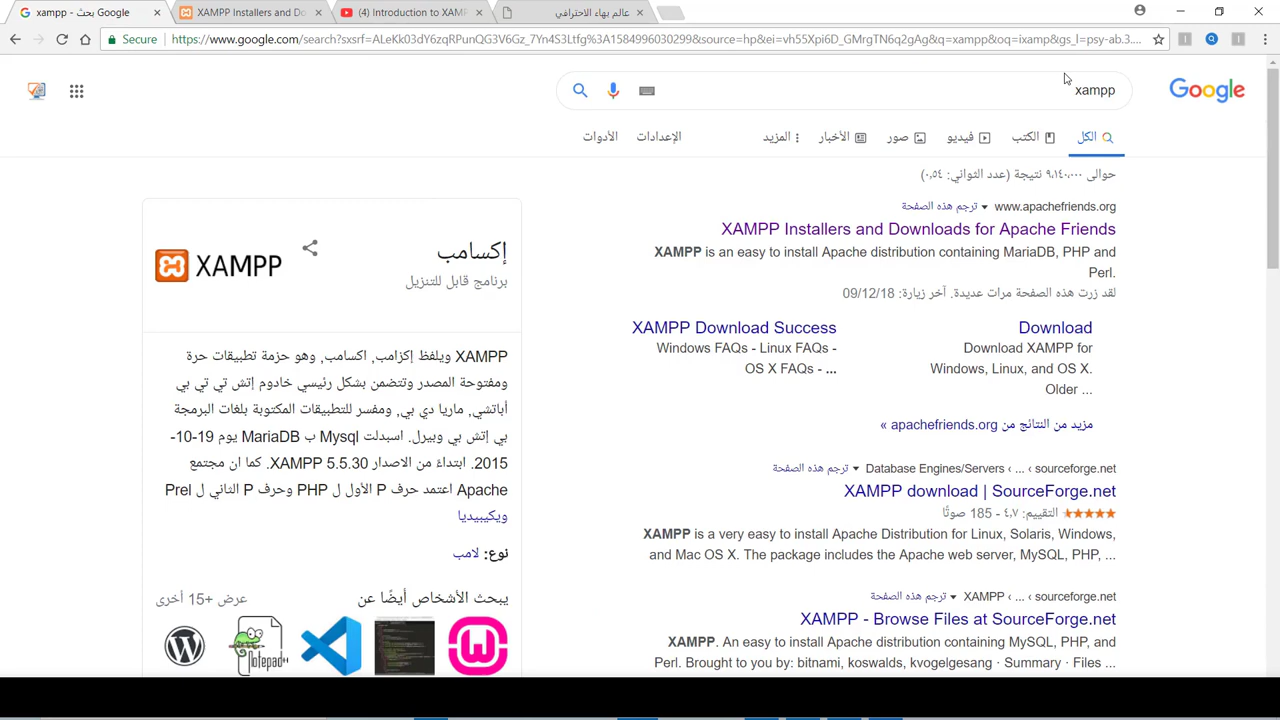 xampp - بحث Google
XAMPP Installers and Do
(4) Introduction to XAMP
عالم بهاء الاحترافي
Secure
https://www.google.com/search?sxsrf=ALeKk03dY6zqRPunQG3V6Gz_7Yn4S3Ltfg%3A1584996030299&source=hp&ei=vh55Xpi6D_GMrgTN6q2gAg&q=xampp&oq=ixamp&gs_l=psy-ab.3....
xampp
Google
الكل
الكتب
فيديو
صور
الأخبار
المزيد
الإعدادات
الأدوات
حوالى ٩,١٤٠,٠٠٠ نتيجة (عدد الثواني: ٠,٥٤)
www.apachefriends.org ▼ ترجم هذه الصفحة
XAMPP Installers and Downloads for Apache Friends
XAMPP is an easy to install Apache distribution containing MariaDB, PHP and
Perl.
لقد زرت هذه الصفحة مرات عديدة. آخر زيارة: 09/12/18
Download
Download XAMPP for
Windows, Linux, and OS X.
Older ...
XAMPP Download Success
Windows FAQs - Linux FAQs -
OS X FAQs - ...
مزيد من النتائج من apachefriends.org »
sourceforge.net › ... › Database Engines/Servers ▼ ترجم هذه الصفحة
XAMPP download | SourceForge.net
★★★★★ التقييم: ٤,٧ - 185 صوتًا
XAMPP is a very easy to install Apache Distribution for Linux, Solaris, Windows,
and Mac OS X. The package includes the Apache web server, MySQL, PHP, ...
sourceforge.net › ... › XAMPP ▼ ترجم هذه الصفحة
XAMPP - Browse Files at SourceForge.net
XAMPP. An easy to install apache distribution containing MySQL, PHP, and
Perl. Brought to you by: bitnami, koswalds, kvogelgesang · Summary · Files ...
إكسامب
برنامج قابل للتنزيل
XAMPP
XAMPP ويلفظ إكزامب, اكسامب, وهو حزمة تطبيقات حرة
ومفتوحة المصدر وتتضمن بشكل رئيسي خادوم إتش تي تي بي
أباتشي, ماريا دي بي, ومفسر للتطبيقات المكتوبة بلغات البرمجة
بي إتش بي وبيرل. اسبدلت Mysql ب MariaDB يوم 19-10-
2015. ابتداءً من الاصدار XAMPP 5.5.30. كما ان مجتمع
Apache اعتمد حرف P الأول ل PHP وحرف P الثاني ل Prel
ويكيبيديا
نوع: لامب
يبحث الأشخاص أيضًا عن
عرض +15 أخرى
Notepad++